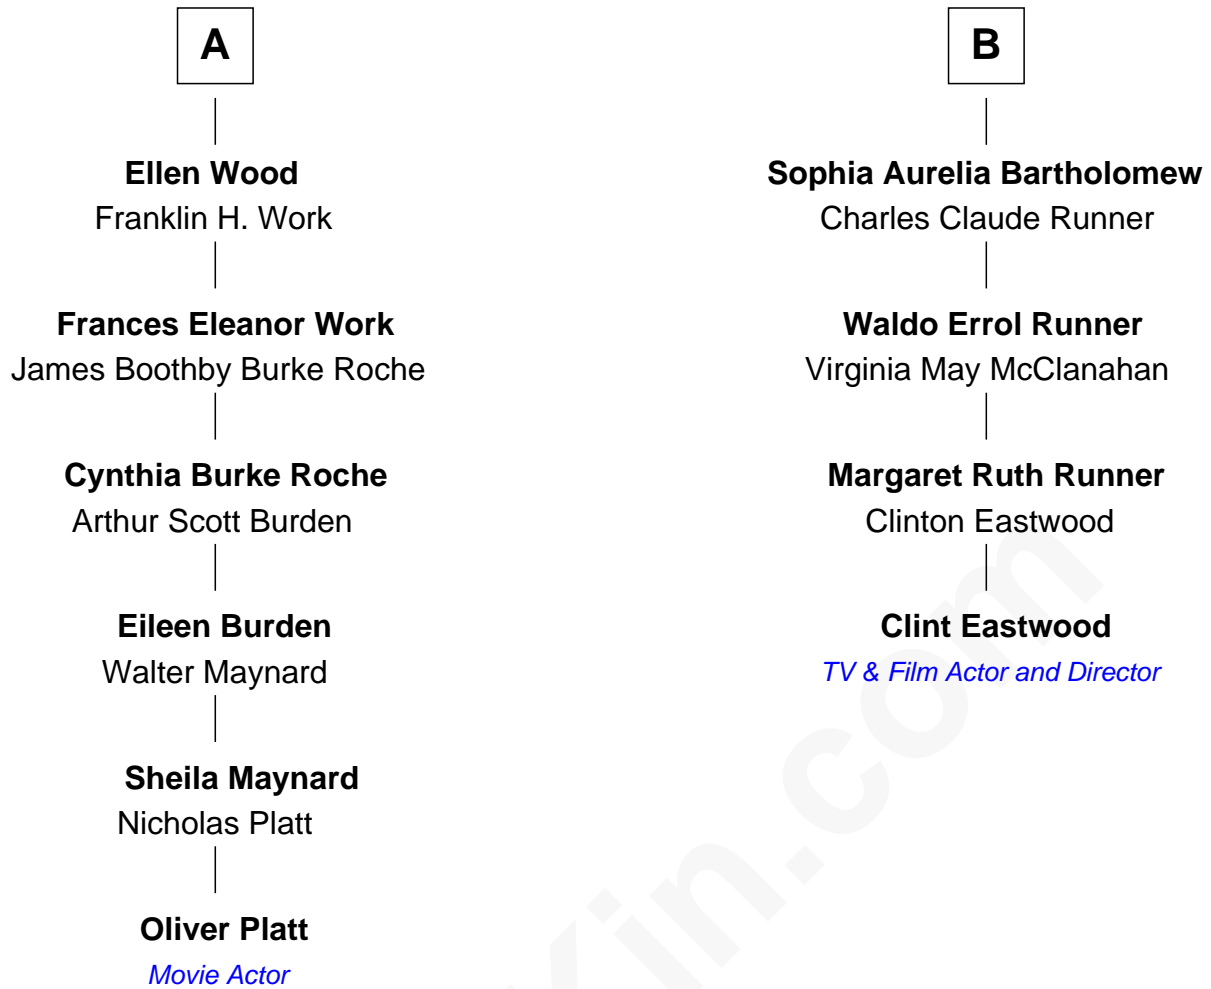 A
Ellen Wood
Franklin H. Work
Frances Eleanor Work
James Boothby Burke Roche
Cynthia Burke Roche
Arthur Scott Burden
Eileen Burden
Walter Maynard
Sheila Maynard
Nicholas Platt
Oliver Platt
Movie Actor
B
Sophia Aurelia Bartholomew
Charles Claude Runner
Waldo Errol Runner
Virginia May McClanahan
Margaret Ruth Runner
Clinton Eastwood
Clint Eastwood
TV & Film Actor and Director